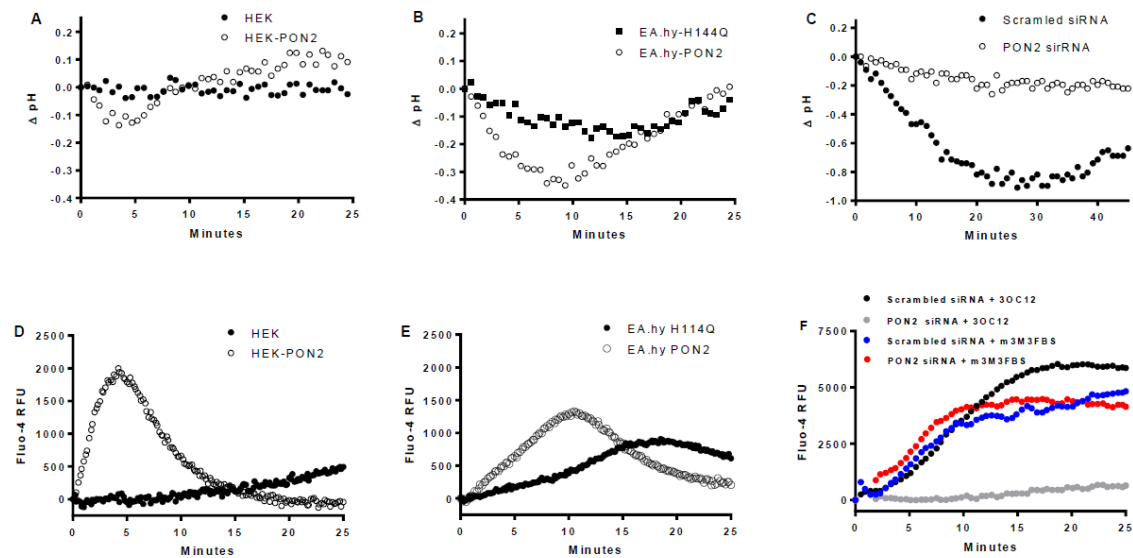 A
HEK
HEK-PON2
Δ pH
0.2
0.1
0.0
-0.1
-0.2
-0.3
-0.4
0 5 10 15 20 25
Minutes
B
EA.hy-H144Q
EA.hy-PON2
Δ pH
0.1
0.0
-0.1
-0.2
-0.3
-0.4
0 5 10 15 20 25
Minutes
C
Scrambled siRNA
PON2 sirRNA
Δ pH
0.2
0.0
-0.2
-0.4
-0.6
-0.8
-1.0
0 10 20 30 40
Minutes
D
HEK
HEK-PON2
Fluo-4 RFU
2500
2000
1500
1000
500
0
-500
0 5 10 15 20 25
Minutes
E
EA.hy H114Q
EA.hy PON2
Fluo-4 RFU
2500
2000
1500
1000
500
0
-500
0 5 10 15 20 25
Minutes
Scrambled siRNA + 3OC12
PON2 siRNA + 3OC12
Scrambled siRNA + m3M3FBS
PON2 siRNA + m3M3FBS
F
Fluo-4 RFU
7500
5000
2500
0
0 5 10 15 20 25
Minutes